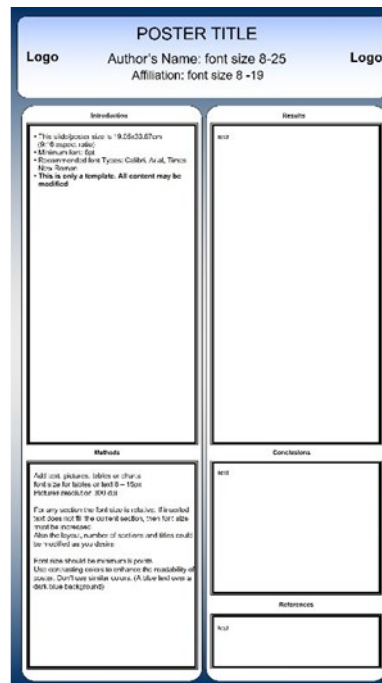 POSTER TITLE
Logo
Author's Name: font size 8-25
Logo
Affiliation: font size 8 -19
Introduction
• This slide/poster size is 19.05x33.87cm
(9:16 aspect ratio)
• Minimum font: 8pt
• Recommended font Types: Calibri, Arial, Times
New Roman
• This is only a template. All content may be
modified
Methods
Add text, pictures, tables or charts
font size for tables or text 8 – 15px
Pictures resolution 300 dpi
For any section the font size is relative. If inserted
text does not fill the current section, then font size
must be increased.
Also the layout, number of sections and titles could
be modified as you desire
Font size should be minimum 8 points.
Use contrasting colors to enhance the readability of
poster. Don't use similar colors. (A blue text over a
dark blue background)
Results
text
Conclusions
text
References
text